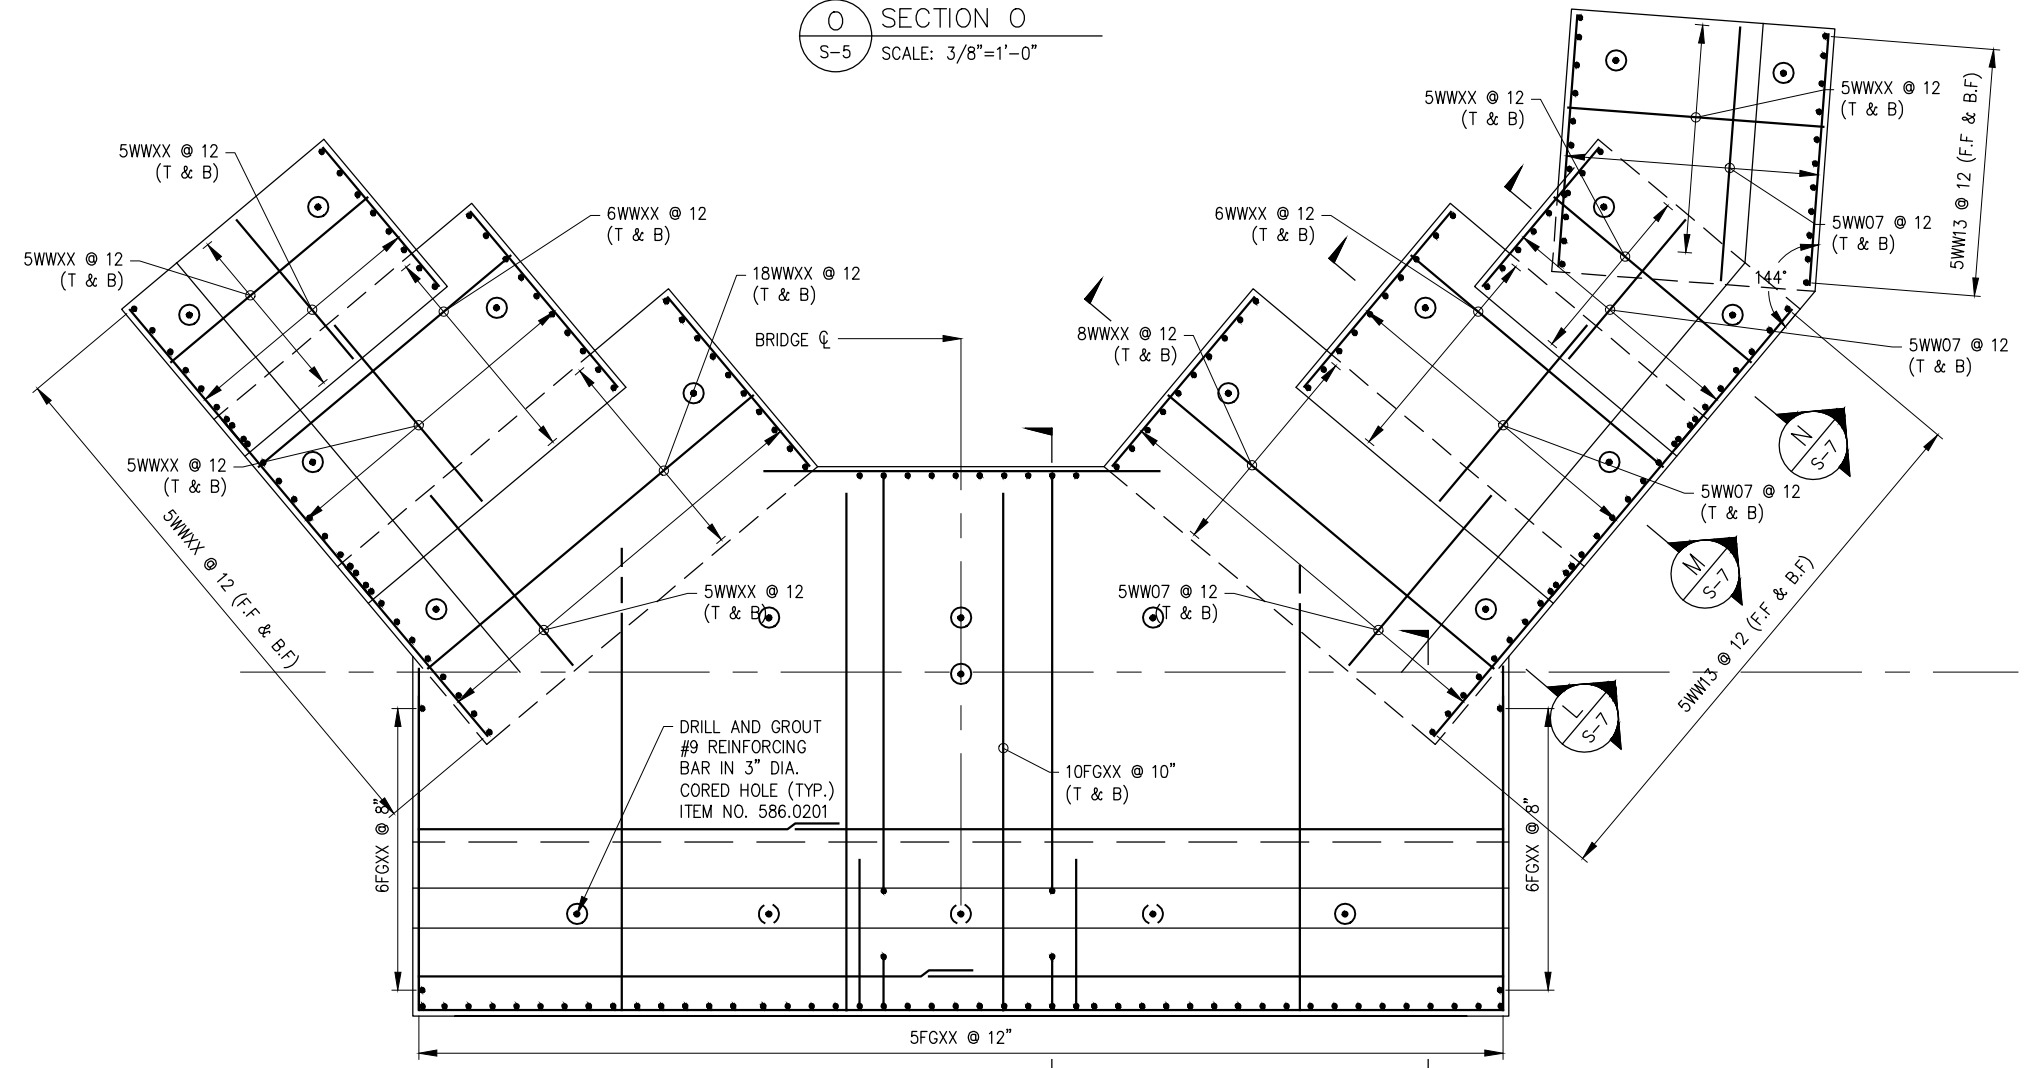 O
S-5
SECTION O
SCALE: 3/8"=1'-0"
5WWXX @ 12
(T & B)
5WWXX @ 12
(T & B)
6WWXX @ 12
(T & B)
18WWXX @ 12
(T & B)
BRIDGE ℄
5WWXX @ 12
(T & B)
5WWXX @ 12 (F.F & B.F)
5WWXX @ 12
(T & B)
6WWXX @ 12
(T & B)
8WWXX @ 12
(T & B)
5WW07 @ 12
(T & B)
5WWXX @ 12
(T & B)
5WWXX @ 12
(T & B)
5WW07 @ 12
(T & B)
144°
5WW13 @ 12 (F.F & B.F)
5WW07 @ 12
(T & B)
5WW07 @ 12
(T & B)
N
S-7
M
S-7
L
S-7
5WW13 @ 12 (F.F & B.F)
DRILL AND GROUT
#9 REINFORCING
BAR IN 3" DIA.
CORED HOLE (TYP.)
ITEM NO. 586.0201
10FGXX @ 10"
(T & B)
6FGXX @ 8"
6FGXX @ 8"
5FGXX @ 12"